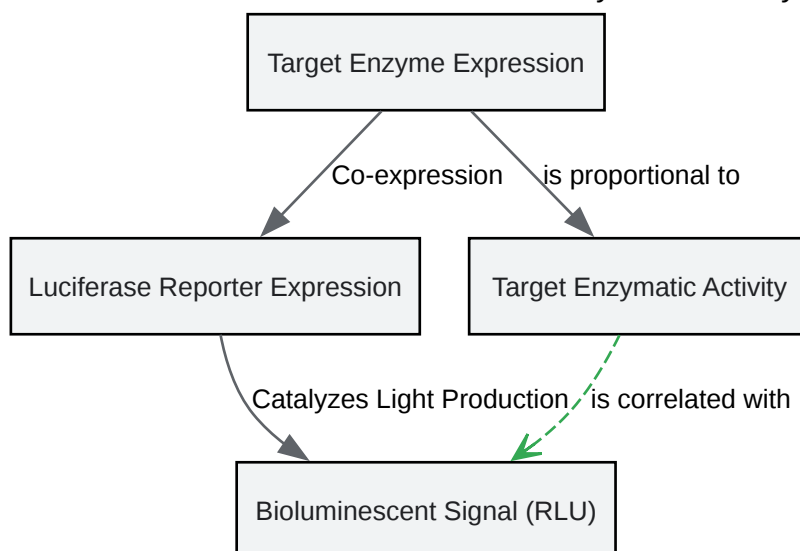 Target Enzyme Expression
Co-expression
is proportional to
Luciferase Reporter Expression
Target Enzymatic Activity
Catalyzes Light Production
is correlated with
Bioluminescent Signal (RLU)